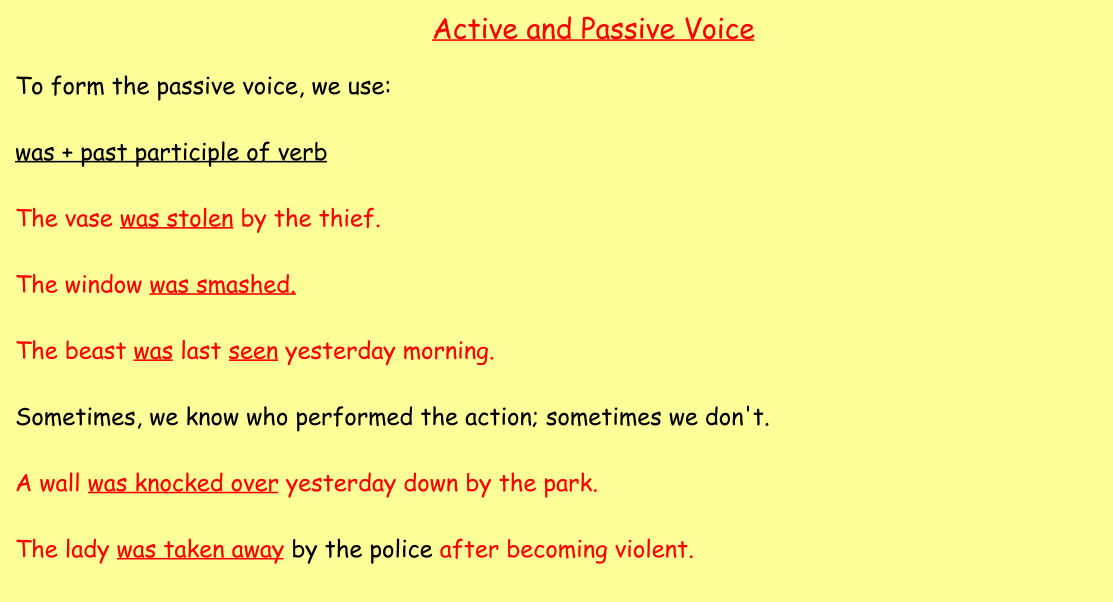 Active and Passive Voice
To form the passive voice, we use:
was + past participle of verb
The vase was stolen by the thief.
The window was smashed.
The beast was last seen yesterday morning.
Sometimes, we know who performed the action; sometimes we don't.
A wall was knocked over yesterday down by the park.
The lady was taken away by the police after becoming violent.